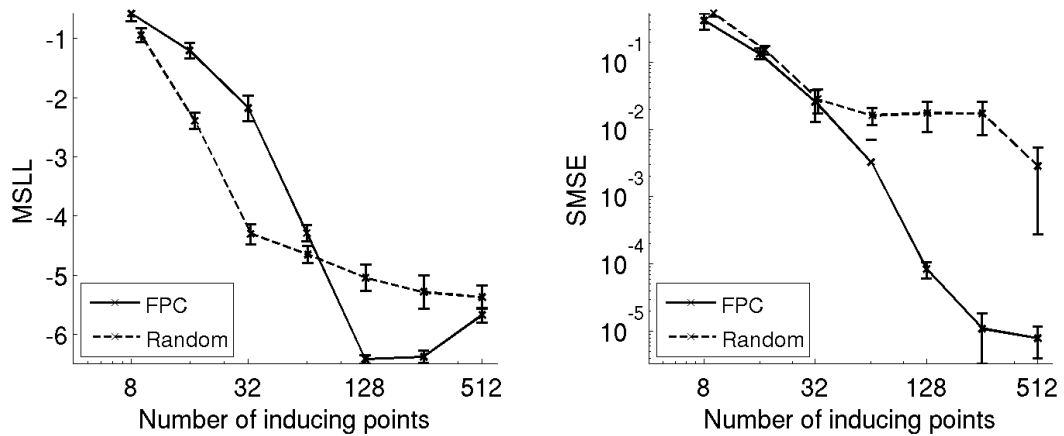 MSLL
-1
-2
-3
-4
-5
-6
FPC
Random
8 32 128 512
Number of inducing points
SMSE
10^-1
10^-2
10^-3
10^-4
10^-5
FPC
Random
8 32 128 512
Number of inducing points